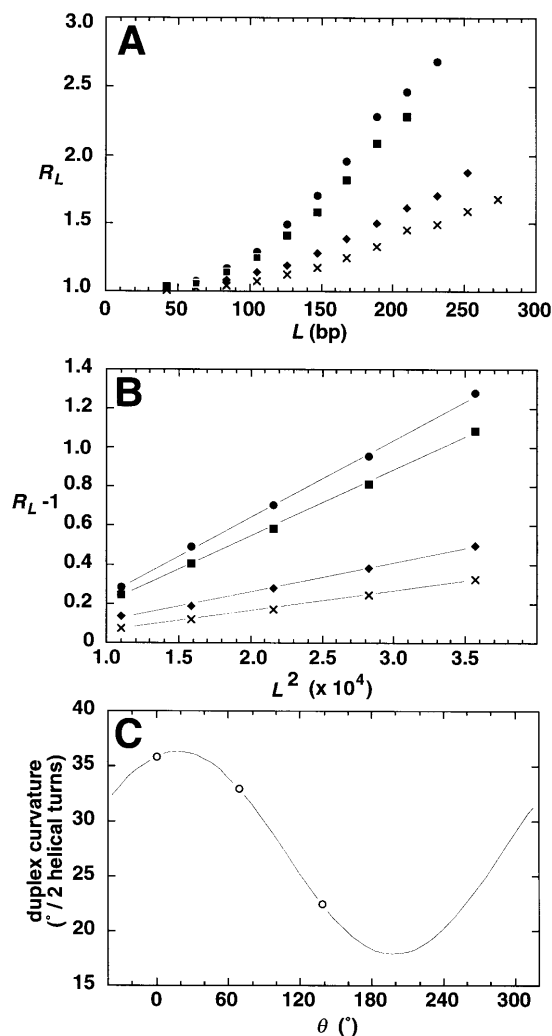 A
3.0
2.5
2.0
1.5
1.0
R_L
0 50 100 150 200 250 300
L (bp)
B
1.4
1.2
1.0
0.8
0.6
0.4
0.2
0
R_L -1
1.0 1.5 2.0 2.5 3.0 3.5
L² (x 10⁴)
C
40
35
30
25
20
15
duplex curvature
(°/ 2 helical turns)
0 60 120 180 240 300
θ (°)